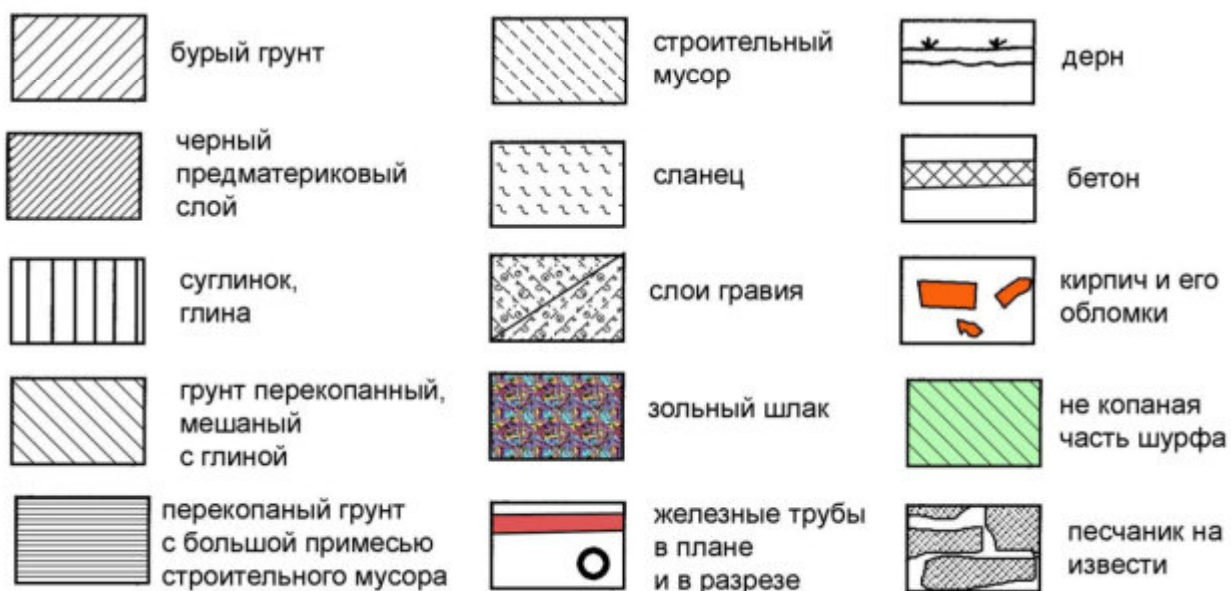 бурый грунт
черный
предматериковый
слой
суглинок,
глина
грунт перекопанный,
мешаный
с глиной
перекопаный грунт
с большой примесью
строительного мусора
строительный
мусор
сланец
слои гравия
зольный шлак
железные трубы
в плане
и в разрезе
дерн
бетон
кирпич и его
обломки
не копаная
часть шурфа
песчаник на
извести